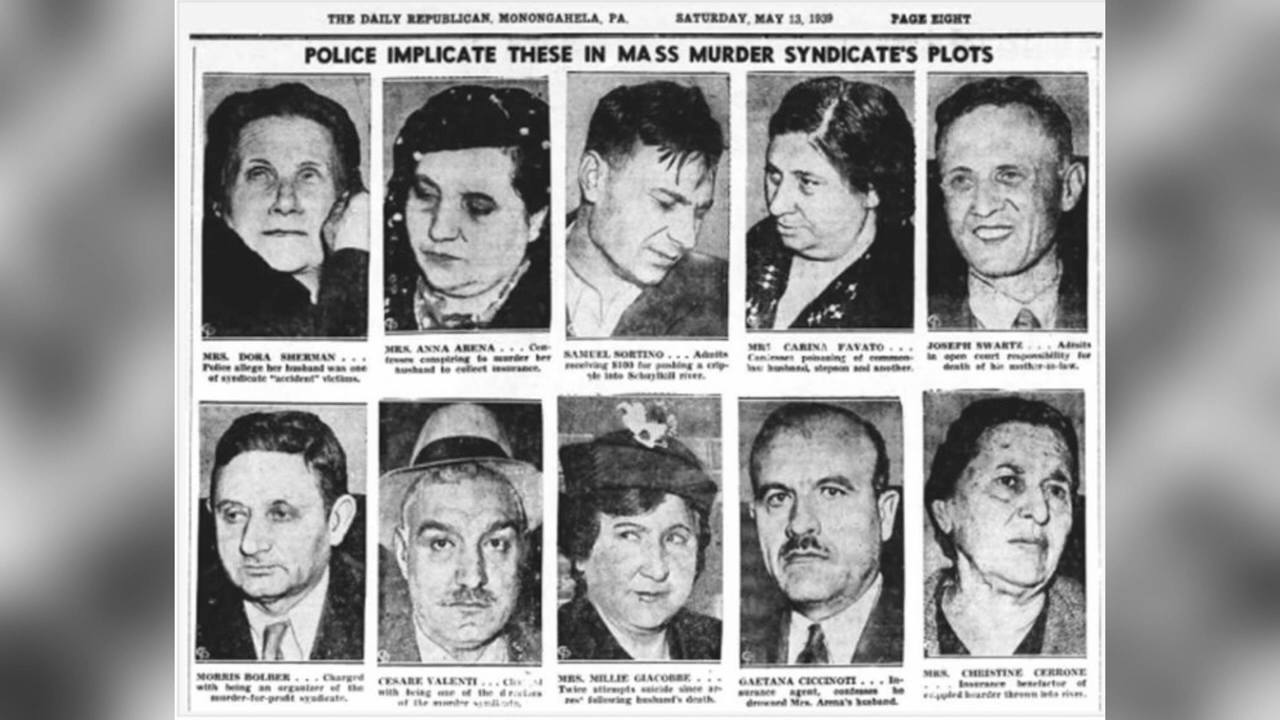 THE DAILY REPUBLICAN, MONONGAHELA, PA. SATURDAY, MAY 13, 1939 PAGE EIGHT
POLICE IMPLICATE THESE IN MASS MURDER SYNDICATE'S PLOTS
MRS. DORA SHERMAN . . .
Police allege her husband was one
of syndicate "accident" victims.
MRS. ANNA ARENA . . . Con-
fesses conspiring to murder her
husband to collect insurance.
SAMUEL SORTINO . . . Admits
receiving $100 for pushing a crip-
ple into Schuylkill river.
MRS CARINA FAVATO . . .
Confesses poisoning of common-
law husband, stepson and another.
JOSEPH SWARTZ . . . Admits
in open court responsibility for
death of his mother-in-law.
MORRIS BOLBER . . . Charged
with being an organizer of the
murder-for-profit syndicate.
CESARE VALENTI . . .
with being one of the directors
of the murder syndicate.
MRS. MILLIE GIACOBBE . . .
Twice attempts suicide since ar-
rest following husband's death.
GAETANA CICCINOTI . . . In-
surance agent, confesses he
drowned Mrs. Arena's husband.
MRS. CHRISTINE CERRONE
. . . Insurance benefactor of
crippled boarder thrown into river.